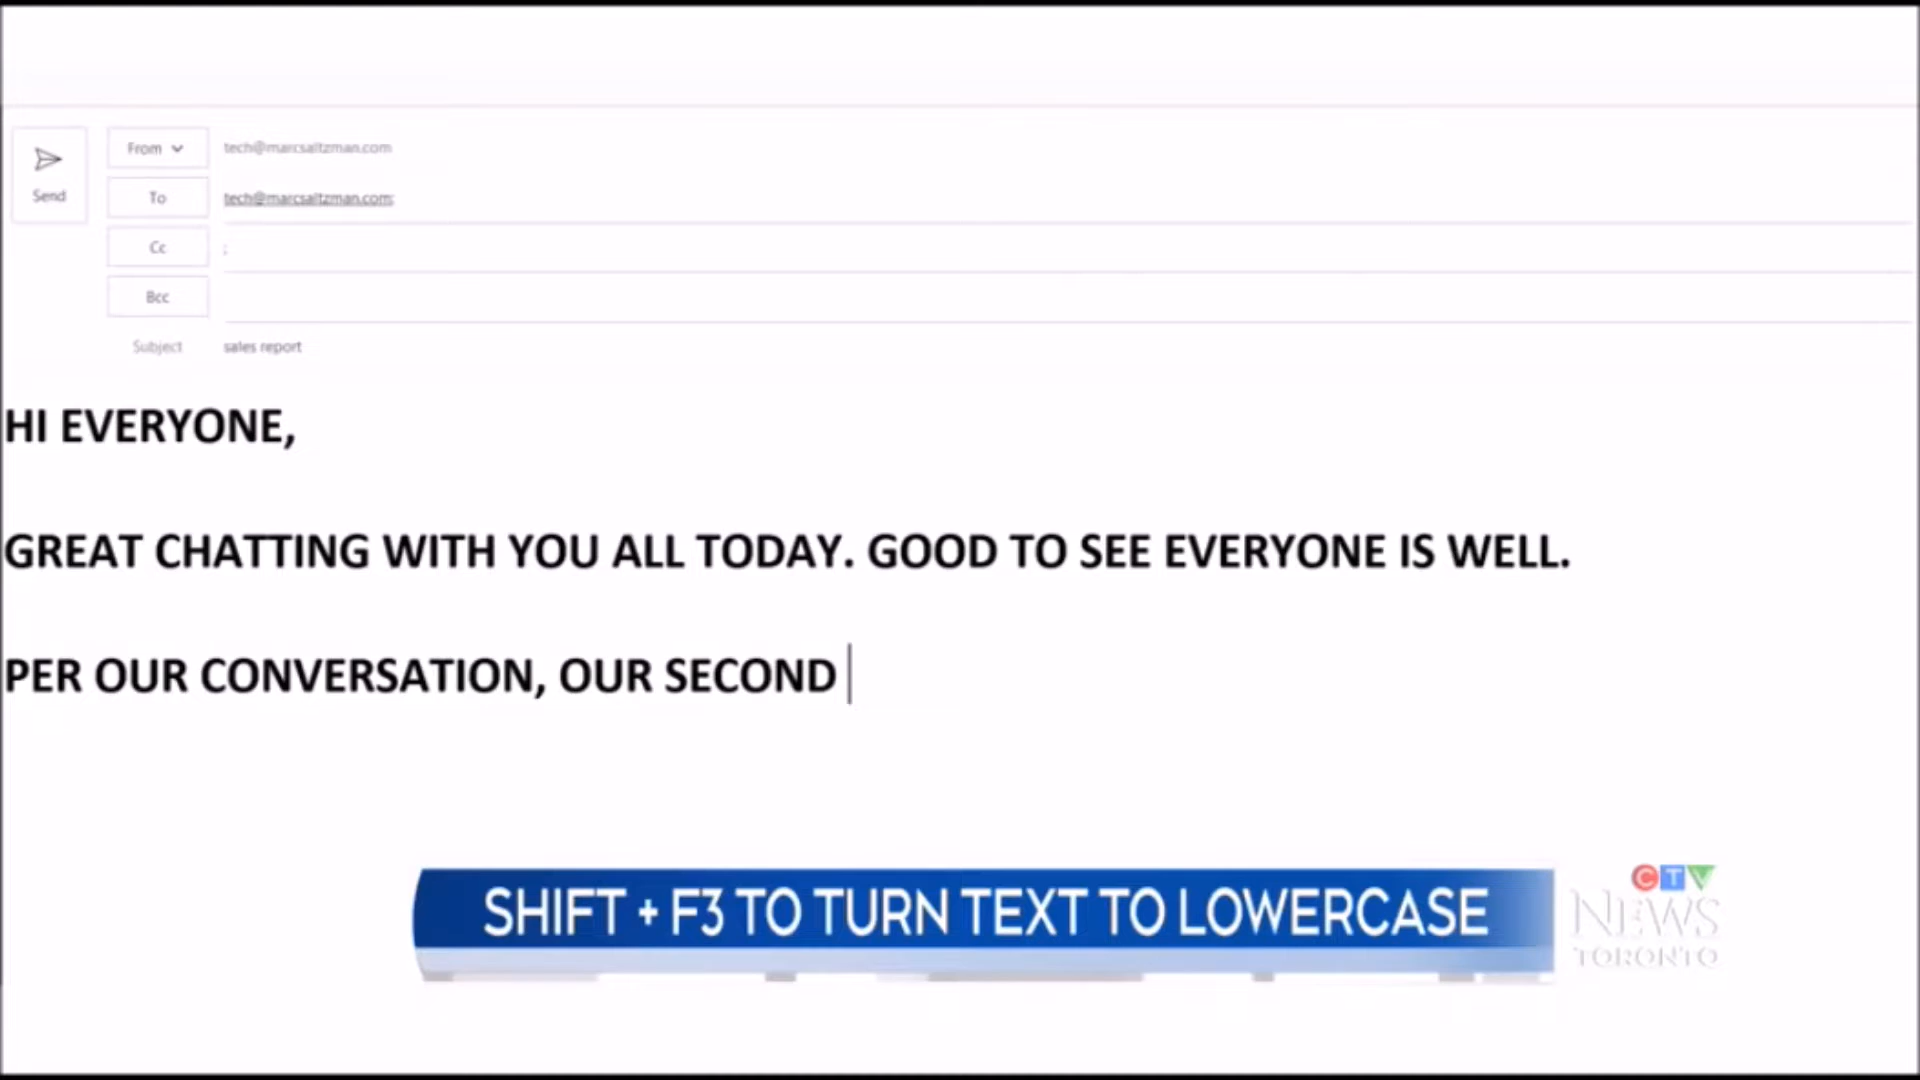 Send
From
tech@marcsaltzman.com
To
tech@marcsaltzman.com;
Cc
;
Bcc
Subject
sales report
HI EVERYONE,
GREAT CHATTING WITH YOU ALL TODAY. GOOD TO SEE EVERYONE IS WELL.
PER OUR CONVERSATION, OUR SECOND
SHIFT + F3 TO TURN TEXT TO LOWERCASE
CTV
NEWS
TORONTO